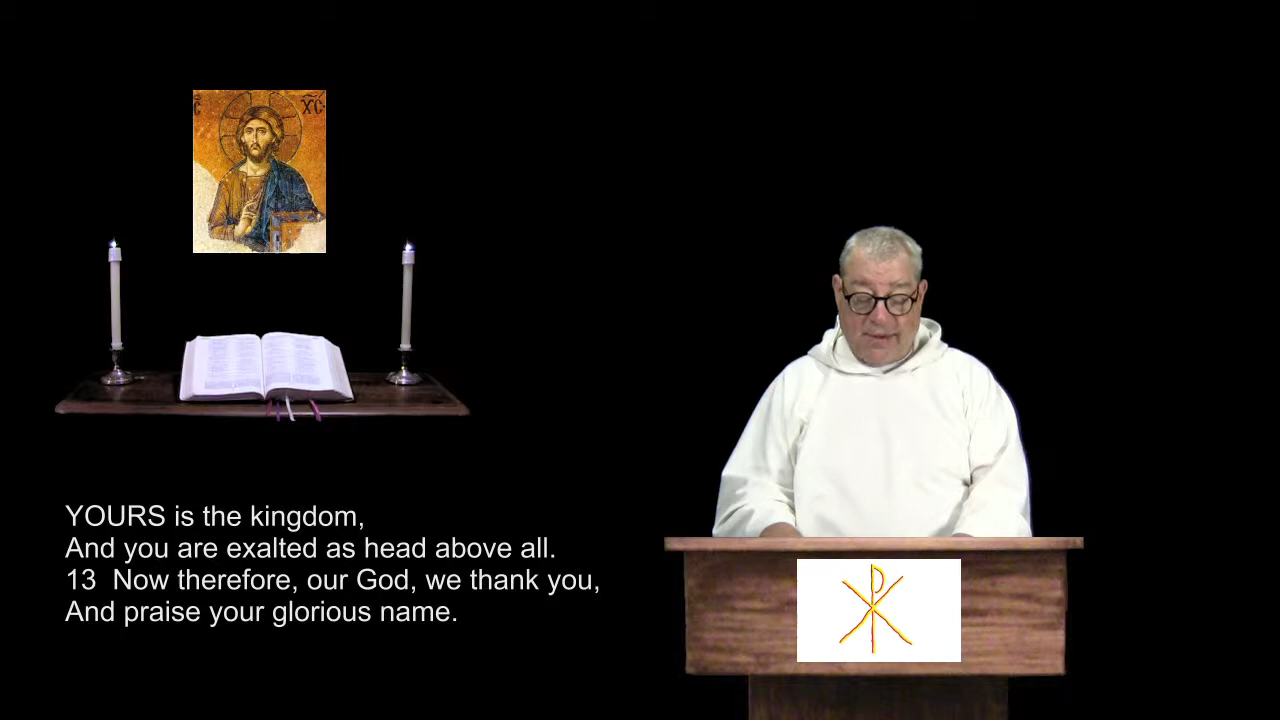 C
XC
YOURS is the kingdom,
And you are exalted as head above all.
13 Now therefore, our God, we thank you,
And praise your glorious name.